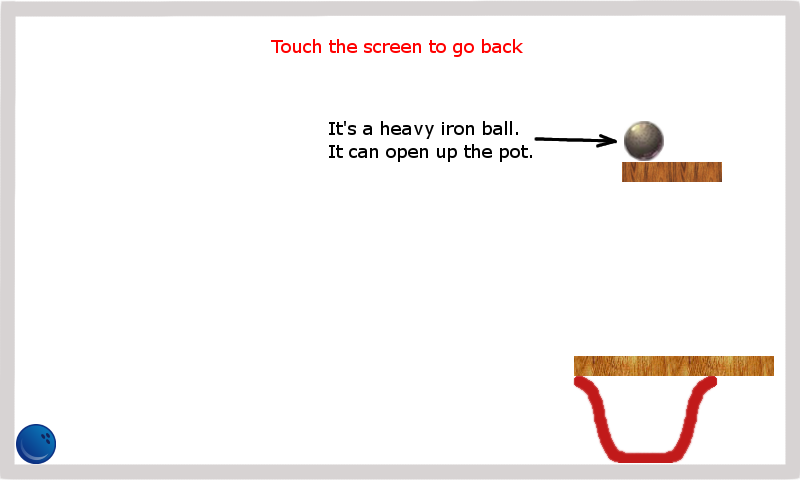 Touch the screen to go back
It's a heavy iron ball.
It can open up the pot.